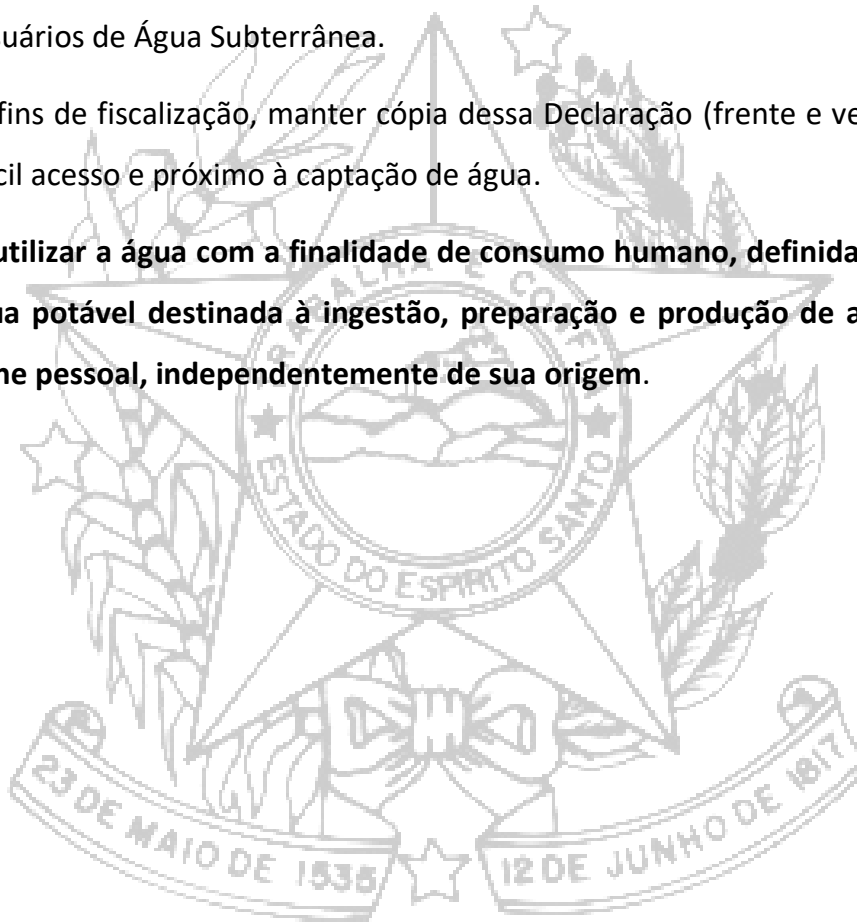 suários de Água Subterrânea.
fins de fiscalização, manter cópia dessa Declaração (frente e ve
cil acesso e próximo à captação de água.
utilizar a água com a finalidade de consumo humano, definida
ua potável destinada à ingestão, preparação e produção de a
ne pessoal, independentemente de sua origem.
TRABALHA E CONFIA
ESTADO DO ESPIRITO SANTO
23 DE MAIO DE 1535
12 DE JUNHO DE 1817